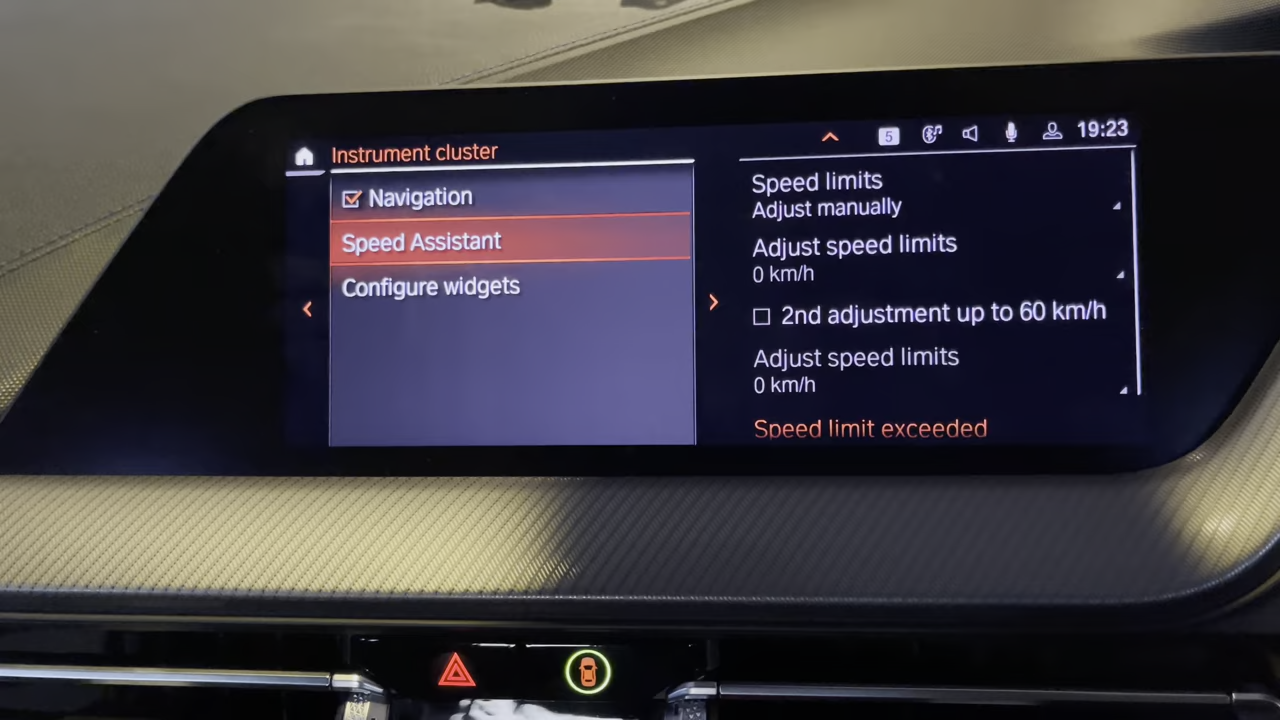 Instrument cluster
5
19:23
Navigation
Speed Assistant
Configure widgets
Speed limits
Adjust manually
Adjust speed limits
0 km/h
2nd adjustment up to 60 km/h
Adjust speed limits
0 km/h
Speed limit exceeded